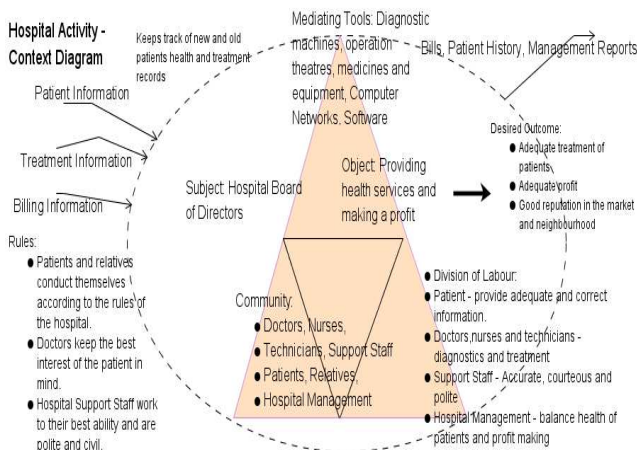 Hospital Activity -
Context Diagram
Keeps track of new and old
patients health and treatment
records
Mediating Tools: Diagnostic
machines, operation
theatres, medicines and
equipment, Computer
Networks, Software
Bills, Patient History, Management Reports
Patient Information
Treatment Information
Billing Information
Subject: Hospital Board
of Directors
Object: Providing
health services and
making a profit
Desired Outcome:
● Adequate treatment of
patients
● Adequate profit
● Good reputation in the market
and neighbourhood
Rules:
● Patients and relatives
conduct themselves
according to the rules of
the hospital.
● Doctors keep the best
interest of the patient in
mind.
● Hospital Support Staff work
to their best ability and are
polite and civil.
Community:
● Doctors, Nurses,
● Technicians, Support Staff
● Patients, Relatives,
● Hospital Management
● Division of Labour:
● Patient - provide adequate and correct
information.
● Doctors,nurses and technicians -
diagnostics and treatment
● Support Staff - Accurate, courteous and
polite
● Hospital Management - balance health of
patients and profit making